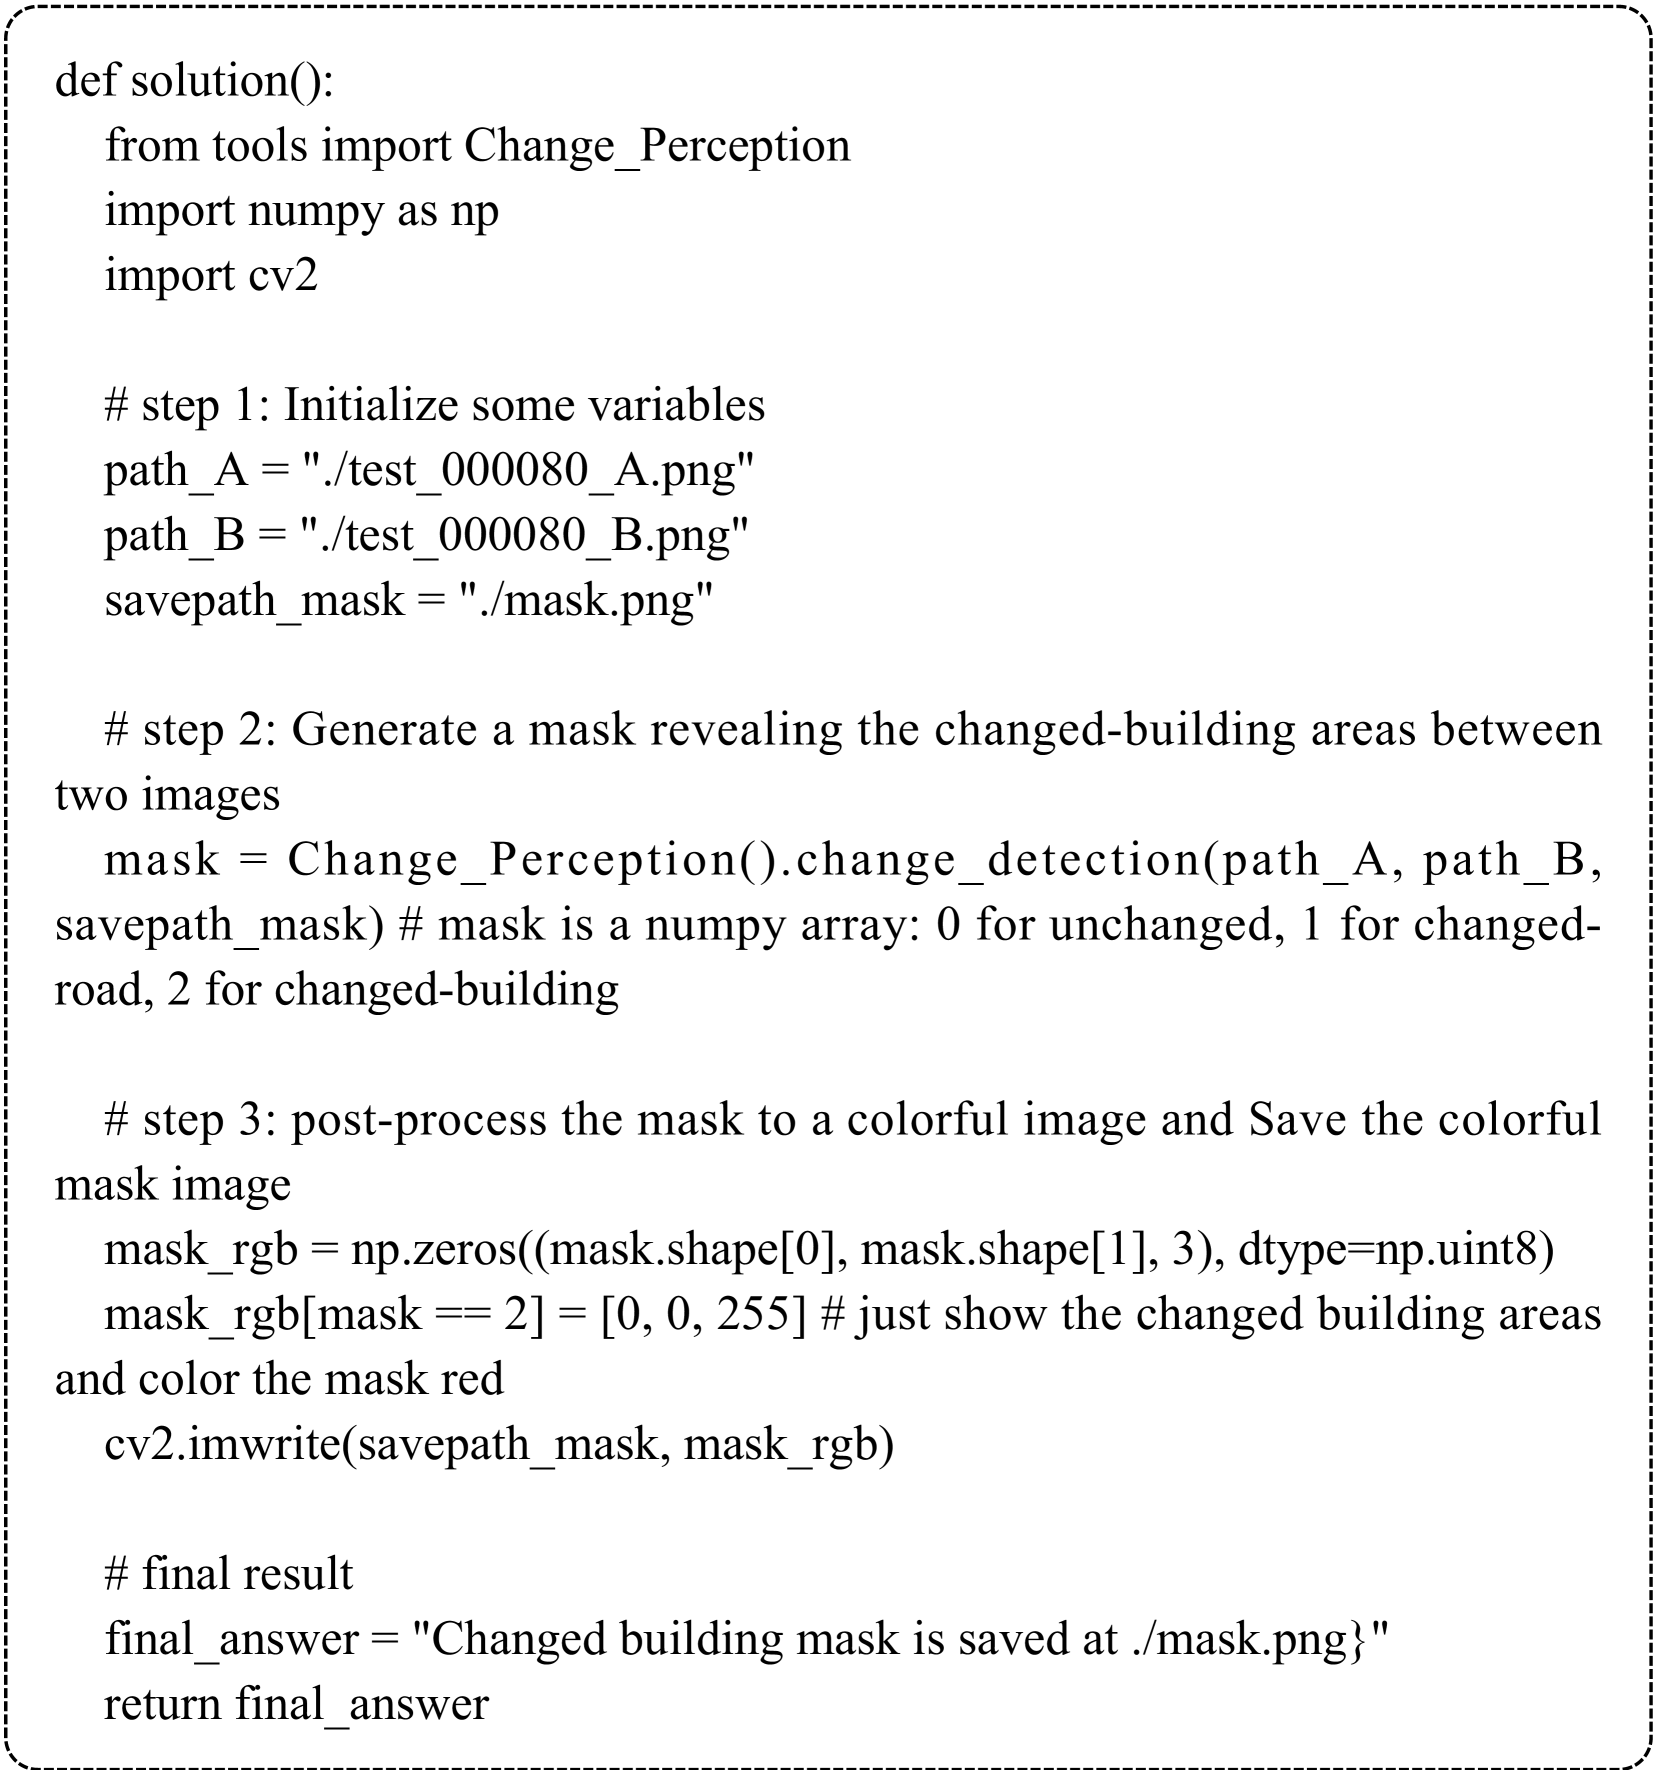 def solution():
from tools import Change_Perception
import numpy as np
import cv2
# step 1: Initialize some variables
path_A = "./test_000080_A.png"
path_B = "./test_000080_B.png"
savepath_mask = "./mask.png"
# step 2: Generate a mask revealing the changed-building areas between
two images
mask = Change_Perception().change_detection(path_A, path_B,
savepath_mask) # mask is a numpy array: 0 for unchanged, 1 for changed-
road, 2 for changed-building
# step 3: post-process the mask to a colorful image and Save the colorful
mask image
mask_rgb = np.zeros((mask.shape[0], mask.shape[1], 3), dtype=np.uint8)
mask_rgb[mask == 2] = [0, 0, 255] # just show the changed building areas
and color the mask red
cv2.imwrite(savepath_mask, mask_rgb)
# final result
final_answer = "Changed building mask is saved at ./mask.png}"
return final_answer